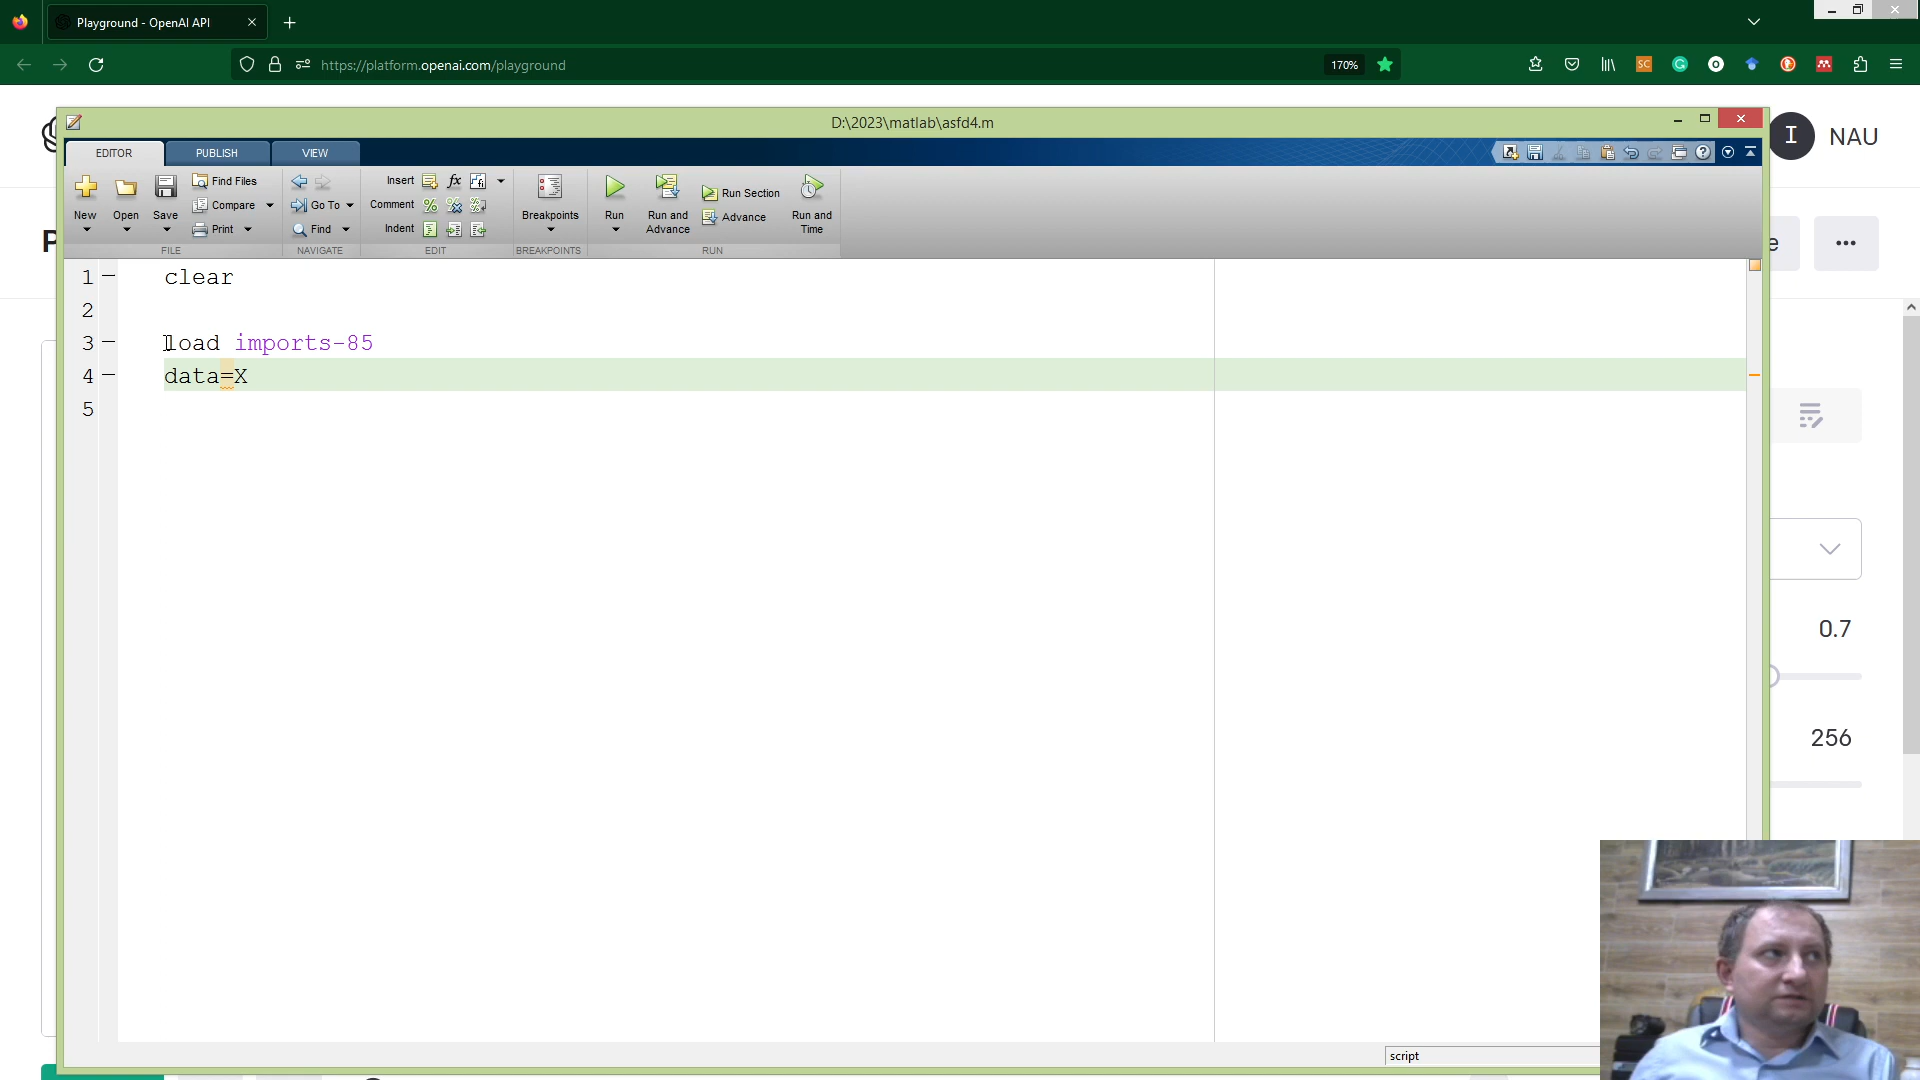 Playground - OpenAI API
https://platform.openai.com/playground
170%
D:\2023\matlab\asfd4.m
NAU
I
EDITOR
PUBLISH
VIEW
New
Open
Save
Find Files
Compare
Print
FILE
Go To
Find
NAVIGATE
Insert
fx
Comment
Indent
EDIT
Breakpoints
BREAKPOINTS
Run
Run and
Advance
Run Section
Advance
Run and
Time
RUN
1 clear
2
3 load imports-85
4 data=X
5
0.7
256
script